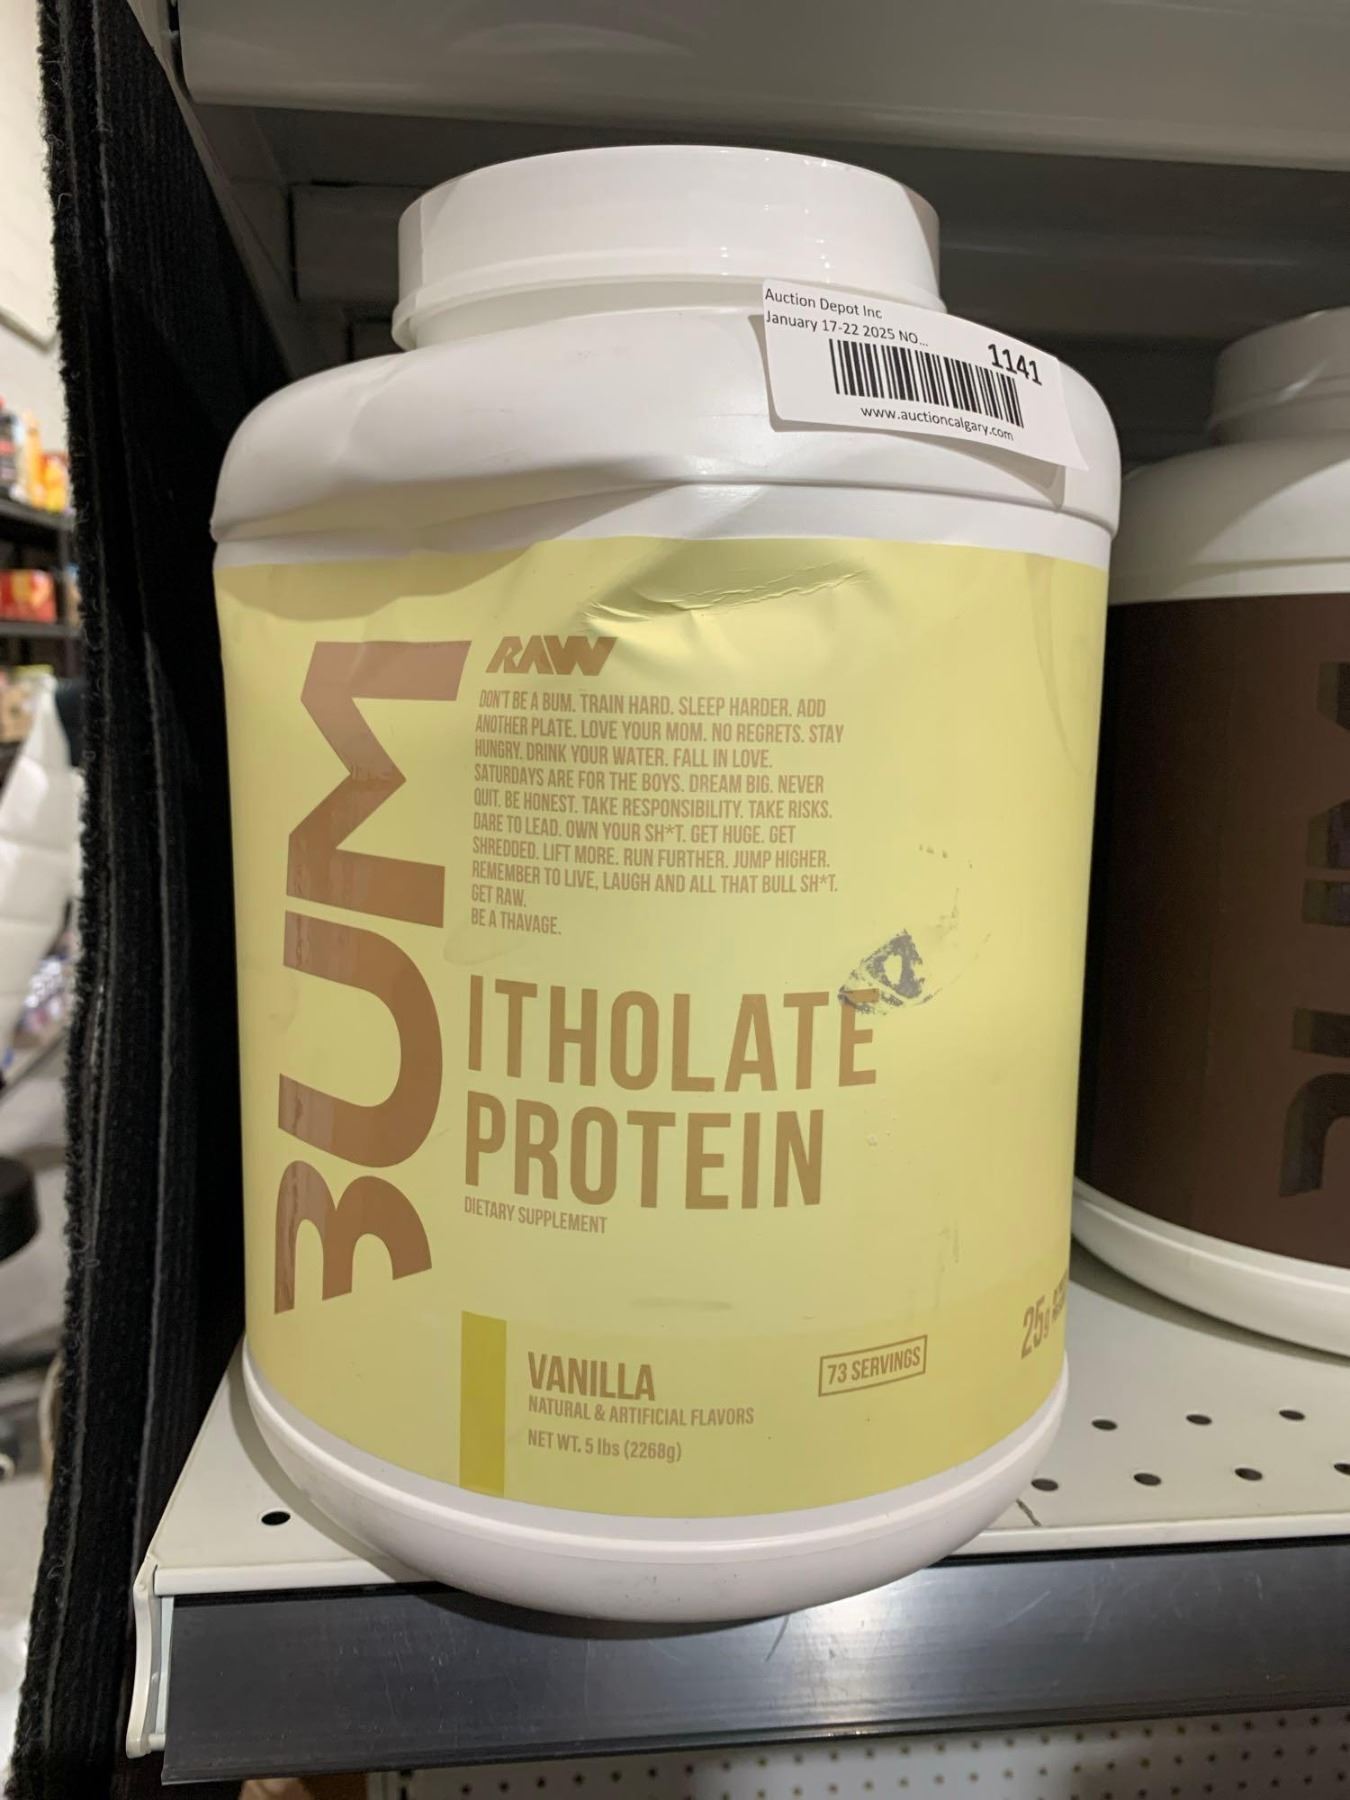 Auction Depot Inc
January 17-22 2025 NO...
1141
www.auctioncalgary.com
BUM
RAW
DON'T BE A BUM. TRAIN HARD. SLEEP HARDER. ADD
ANOTHER PLATE. LOVE YOUR MOM. NO REGRETS. STAY
HUNGRY. DRINK YOUR WATER. FALL IN LOVE.
SATURDAYS ARE FOR THE BOYS. DREAM BIG. NEVER
QUIT. BE HONEST. TAKE RESPONSIBILITY. TAKE RISKS.
DARE TO LEAD. OWN YOUR SH*T. GET HUGE. GET
SHREDDED. LIFT MORE. RUN FURTHER. JUMP HIGHER.
REMEMBER TO LIVE, LAUGH AND ALL THAT BULL SH*T.
GET RAW.
BE A THAVAGE.
ITHOLATE
PROTEIN
DIETARY SUPPLEMENT
VANILLA
NATURAL & ARTIFICIAL FLAVORS
NET WT. 5 lbs (2268g)
73 SERVINGS
25g